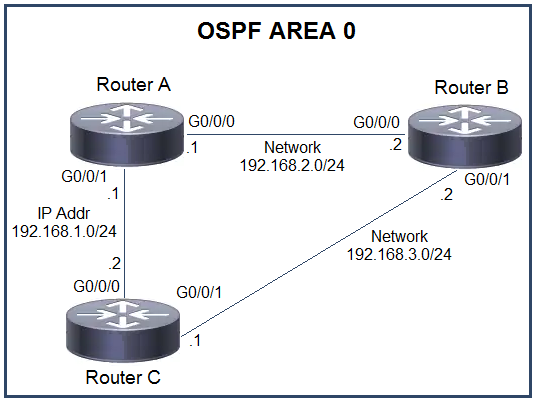 OSPF AREA 0
Router A
Router B
G0/0/0
G0/0/0
.1
Network
192.168.2.0/24
.2
G0/0/1
G0/0/1
.1
.2
IP Addr
192.168.1.0/24
Network
192.168.3.0/24
.2
G0/0/0
G0/0/1
.1
Router C